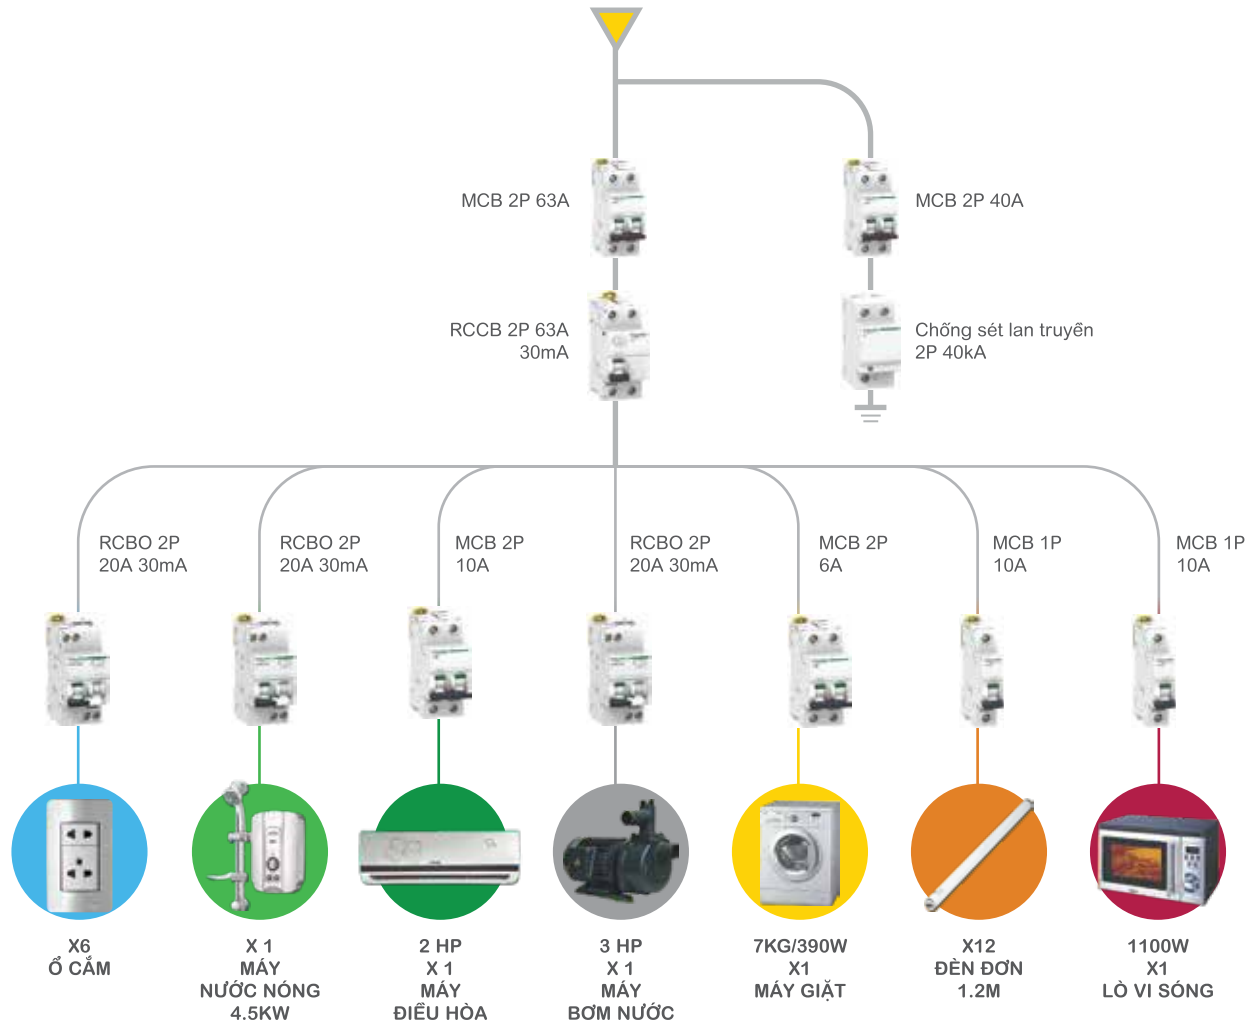 MCB 2P 63A
MCB 2P 40A
RCCB 2P 63A
30mA
Chống sét lan truyền
2P 40kA
RCBO 2P
20A 30mA
RCBO 2P
20A 30mA
MCB 2P
10A
RCBO 2P
20A 30mA
MCB 2P
6A
MCB 1P
10A
MCB 1P
10A
X6
Ổ CẮM
X 1
MÁY
NƯỚC NÓNG
4.5KW
2 HP
X 1
MÁY
ĐIỀU HÒA
3 HP
X 1
MÁY
BƠM NƯỚC
7KG/390W
X1
MÁY GIẶT
X12
ĐÈN ĐƠN
1.2M
1100W
X1
LÒ VI SÓNG